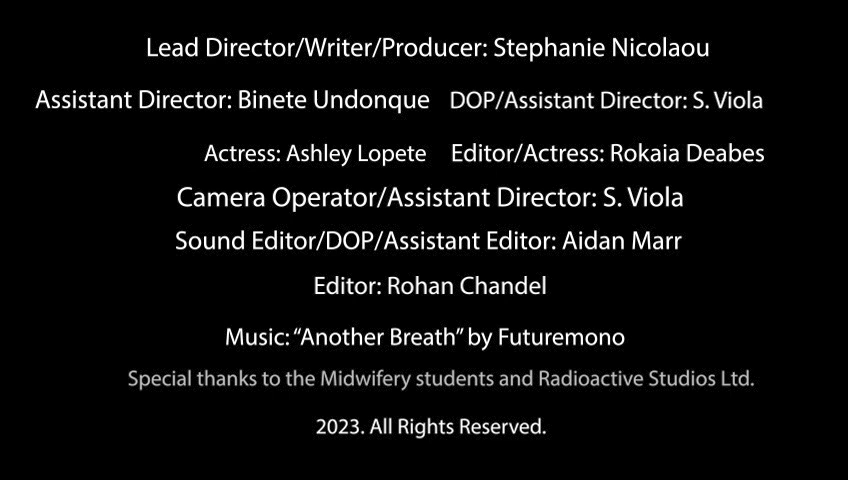 Lead Director/Writer/Producer: Stephanie Nicolaou
Assistant Director: Binete Undonque DOP/Assistant Director: S. Viola
Actress: Ashley Lopete Editor/Actress: Rokaia Deabes
Camera Operator/Assistant Director: S. Viola
Sound Editor/DOP/Assistant Editor: Aidan Marr
Editor: Rohan Chandel
Music: “Another Breath” by Futuremono
Special thanks to the Midwifery students and Radioactive Studios Ltd.
2023. All Rights Reserved.